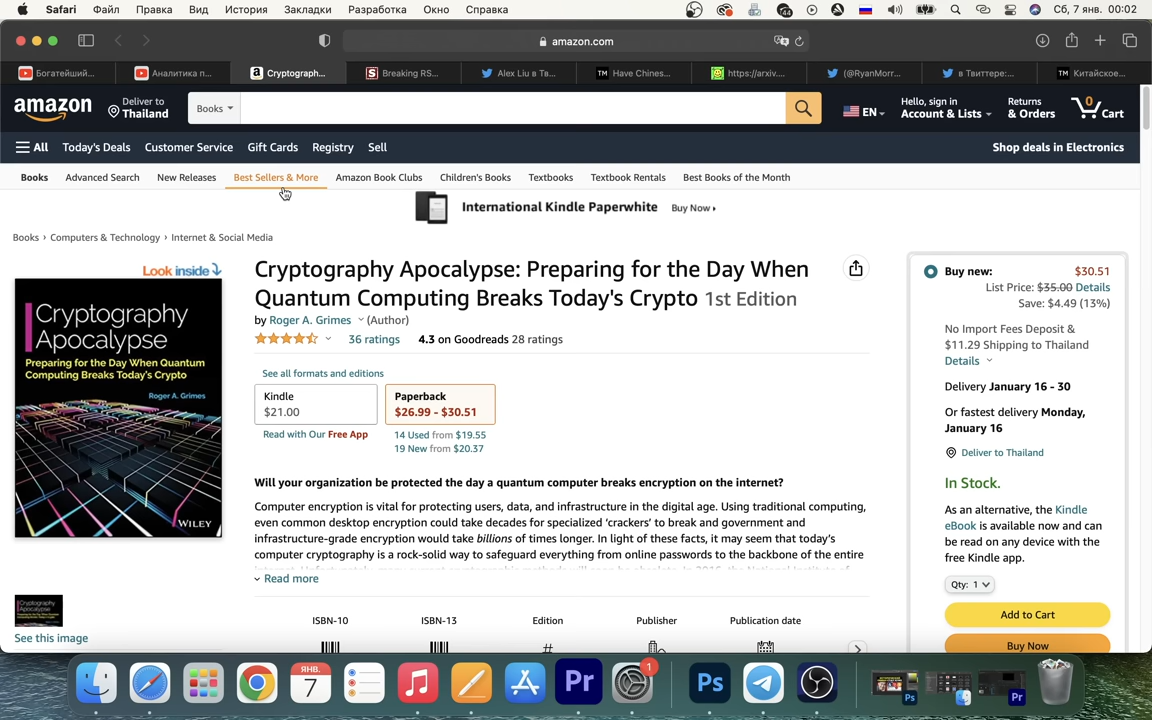 Safari Файл Правка Вид История Закладки Разработка Окно Справка 44 Сб, 7 янв. 00:02
amazon.com
Богатейший... Аналитика п... Cryptograph... Breaking RS... Alex Liu в Тв... Have Chines... https://arxiv.... (@RyanMorr... в Твиттере:... Китайское...
amazon Deliver to Thailand Books EN Hello, sign in Account & Lists Returns & Orders 0 Cart
All Today's Deals Customer Service Gift Cards Registry Sell Shop deals in Electronics
Books Advanced Search New Releases Best Sellers & More Amazon Book Clubs Children's Books Textbooks Textbook Rentals Best Books of the Month
International Kindle Paperwhite Buy Now
Books › Computers & Technology › Internet & Social Media
Look inside
Cryptography
Apocalypse
Preparing for the Day When Quantum
Computing Breaks Today's Crypto
Roger A. Grimes
WILEY
See this image
Cryptography Apocalypse: Preparing for the Day When
Quantum Computing Breaks Today's Crypto 1st Edition
by Roger A. Grimes (Author)
36 ratings 4.3 on Goodreads 28 ratings
See all formats and editions
Kindle
$21.00
Read with Our Free App
Paperback
$26.99 - $30.51
14 Used from $19.55
19 New from $20.37
Will your organization be protected the day a quantum computer breaks encryption on the internet?
Computer encryption is vital for protecting users, data, and infrastructure in the digital age. Using traditional computing,
even common desktop encryption could take decades for specialized 'crackers' to break and government and
infrastructure-grade encryption would take billions of times longer. In light of these facts, it may seem that today's
computer cryptography is a rock-solid way to safeguard everything from online passwords to the backbone of the entire
Read more
ISBN-10 ISBN-13 Edition Publisher Publication date
#
Buy new: $30.51
List Price: $35.00 Details
Save: $4.49 (13%)
No Import Fees Deposit &
$11.29 Shipping to Thailand
Details
Delivery January 16 - 30
Or fastest delivery Monday,
January 16
Deliver to Thailand
In Stock.
As an alternative, the Kindle
eBook is available now and can
be read on any device with the
free Kindle app.
Qty: 1
Add to Cart
Buy Now
ЯНВ.
7
Pr
1
Ps
Ps
Pr